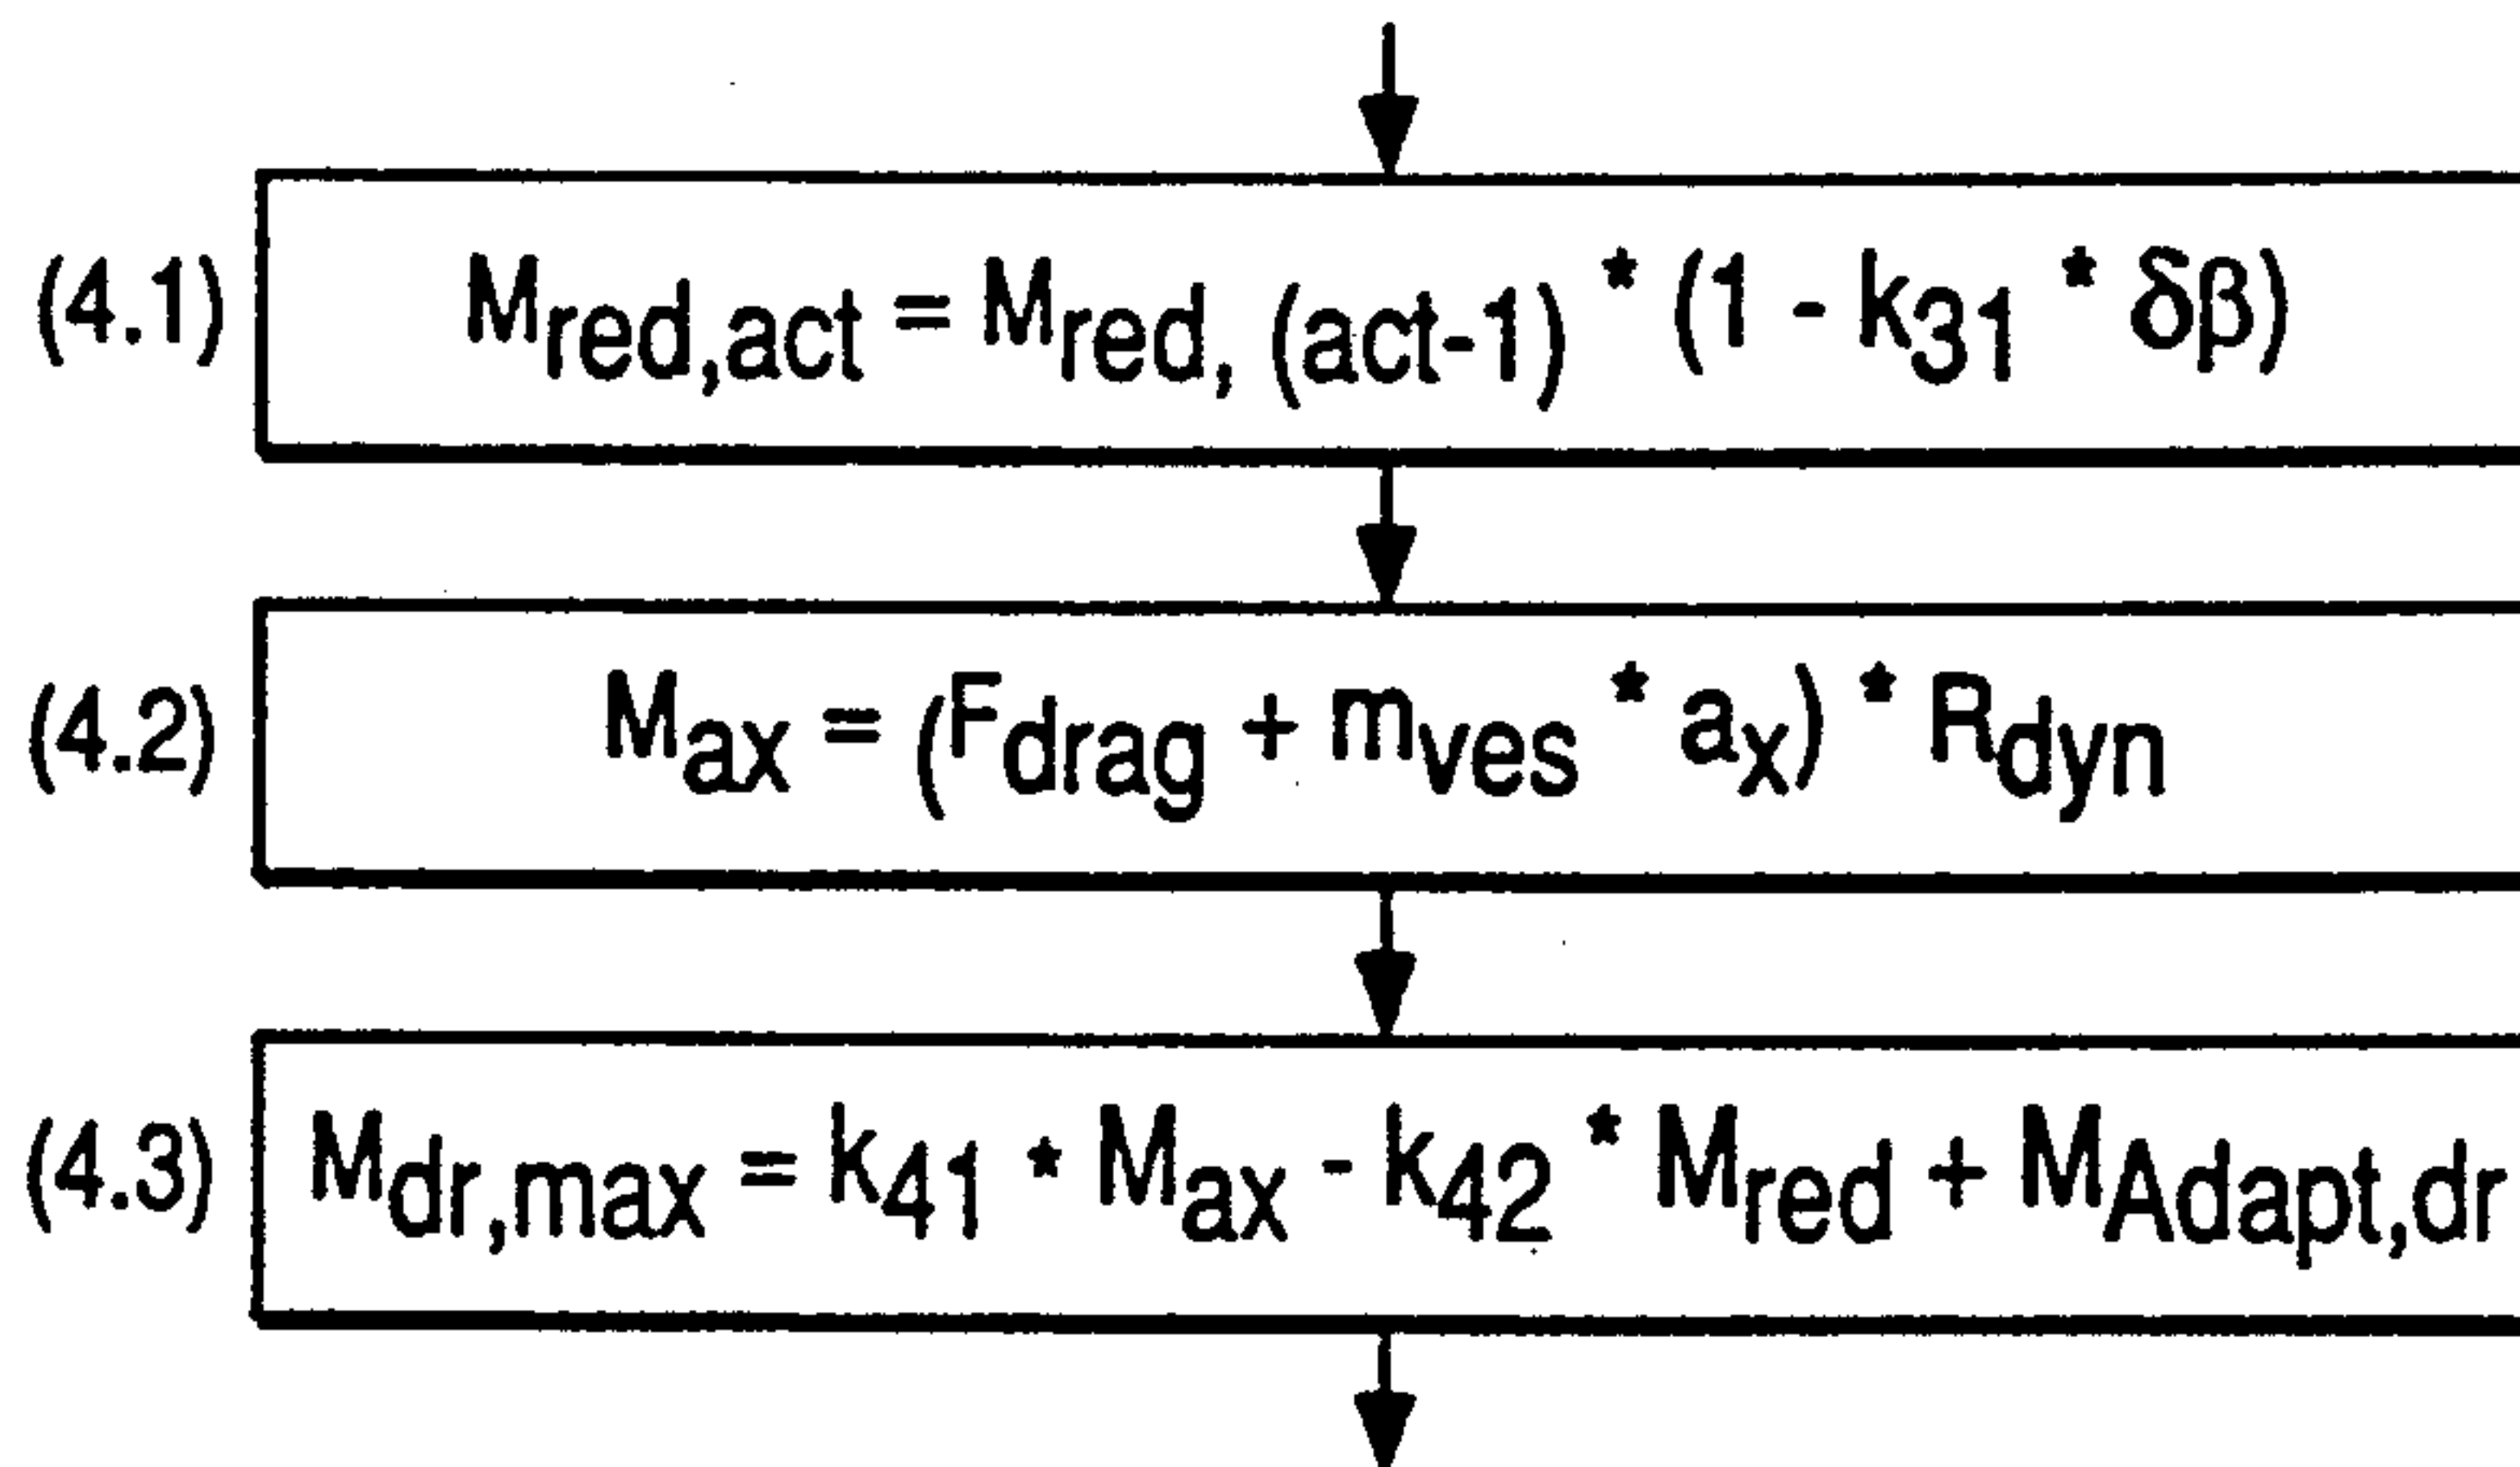 (4.1) Mred,act = Mred, (act-1) * (1 - k31 * δβ)
(4.2) Max = (Fdrag + mves * ax) * Rdyn
(4.3) Mdr,max = k41 * Max - k42 * Mred + MAdapt,dr